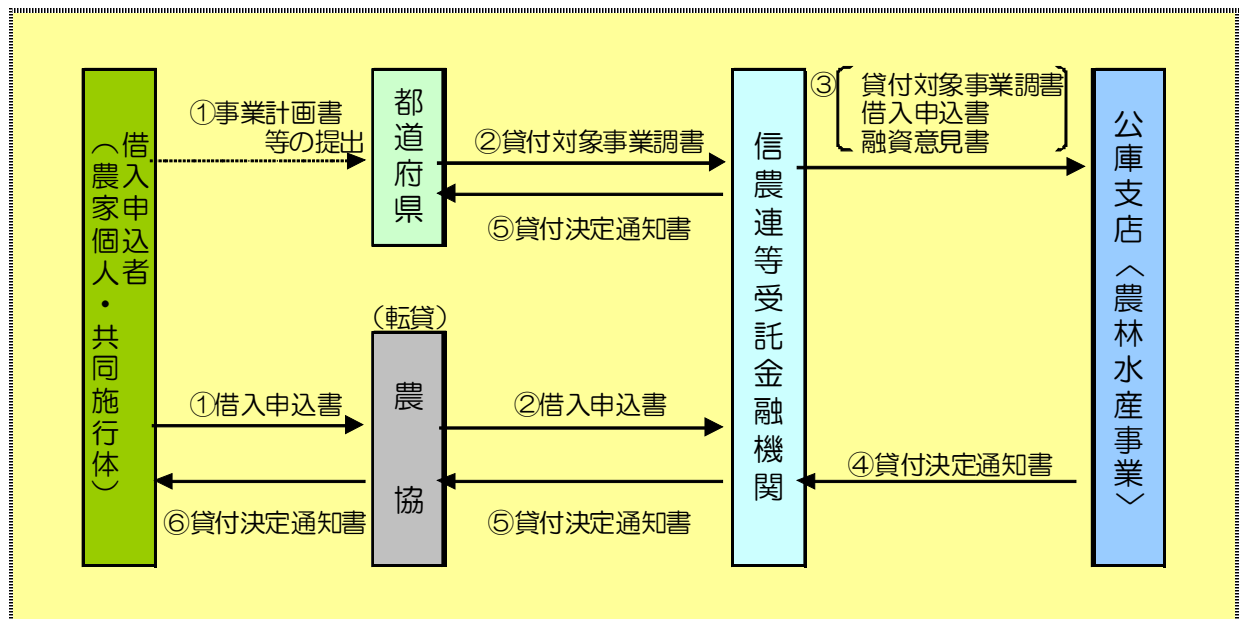 借入申込者
（農家個人・共同施行体）
①事業計画書
等の提出
都道府県
②貸付対象事業調書
⑤貸付決定通知書
信農連等受託金融機関
③
貸付対象事業調書
借入申込書
融資意見書
公庫支店〈農林水産事業〉
（転貸）
農協
①借入申込書
②借入申込書
④貸付決定通知書
⑥貸付決定通知書
⑤貸付決定通知書